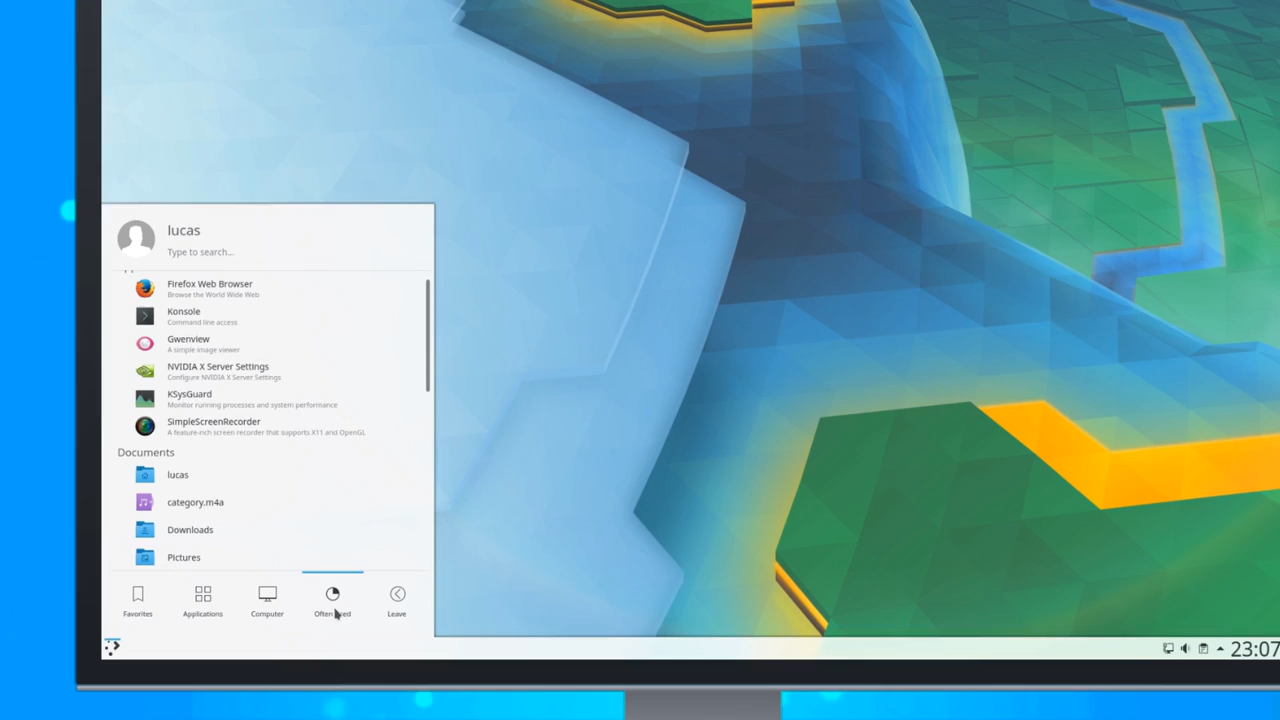 lucas
Type to search...
Firefox Web Browser
Browse the World Wide Web
Konsole
Command line access
Gwenview
A simple image viewer
NVIDIA X Server Settings
Configure NVIDIA X Server Settings
KSysGuard
Monitor running processes and system performance
SimpleScreenRecorder
A feature-rich screen recorder that supports X11 and OpenGL
Documents
lucas
category.m4a
Downloads
Pictures
Favorites
Applications
Computer
Often
Leave
23:07